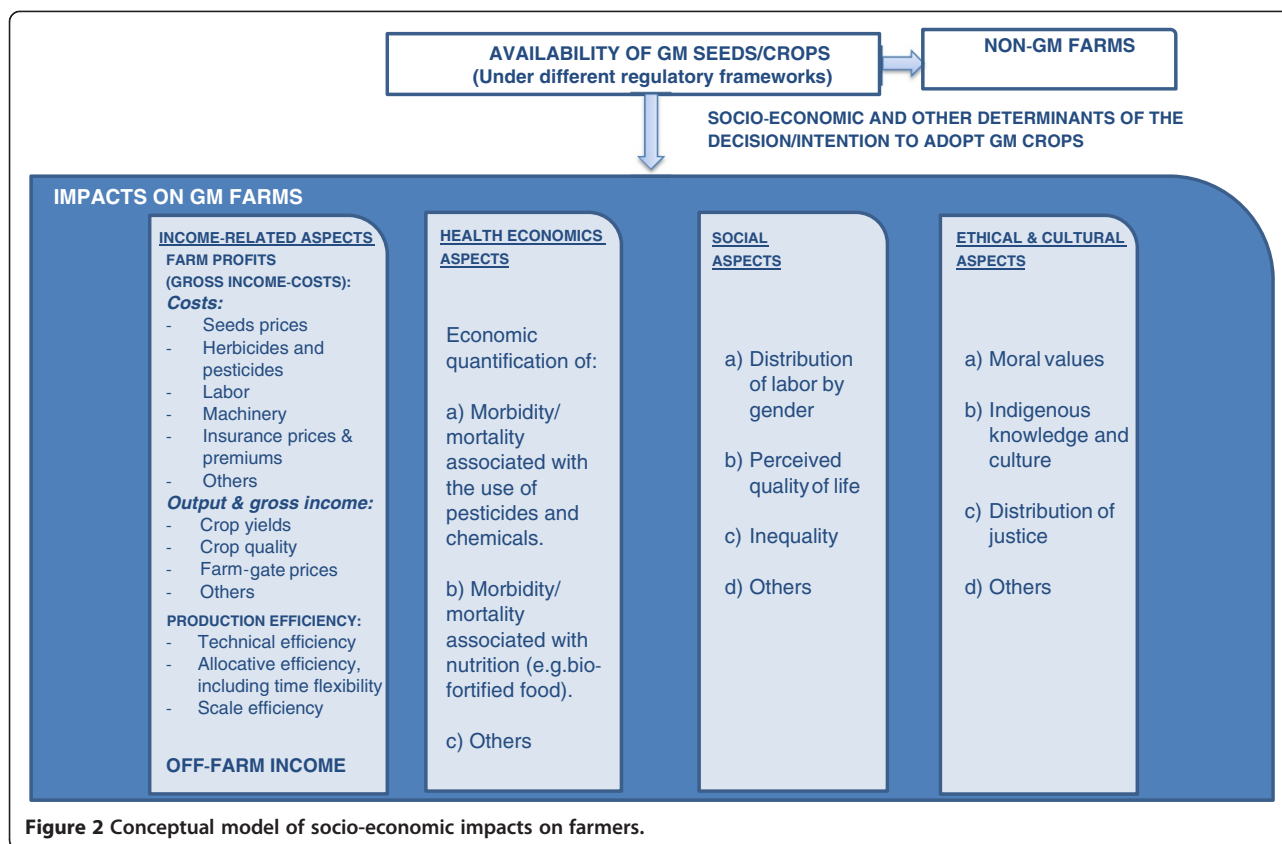 AVAILABILITY OF GM SEEDS/CROPS
(Under different regulatory frameworks)
NON-GM FARMS
SOCIO-ECONOMIC AND OTHER DETERMINANTS OF THE
DECISION/INTENTION TO ADOPT GM CROPS
IMPACTS ON GM FARMS
INCOME-RELATED ASPECTS
FARM PROFITS
(GROSS INCOME-COSTS):
Costs:
- Seeds prices
- Herbicides and
pesticides
- Labor
- Machinery
- Insurance prices &
premiums
- Others
Output & gross income:
- Crop yields
- Crop quality
- Farm-gate prices
- Others
PRODUCTION EFFICIENCY:
- Technical efficiency
- Allocative efficiency,
including time flexibility
- Scale efficiency
OFF-FARM INCOME
HEALTH ECONOMICS
ASPECTS
Economic
quantification of:
a) Morbidity/
mortality
associated with
the use of
pesticides and
chemicals.
b) Morbidity/
mortality
associated with
nutrition (e.g.bio-
fortified food).
c) Others
SOCIAL
ASPECTS
a) Distribution
of labor by
gender
b) Perceived
quality of life
c) Inequality
d) Others
ETHICAL & CULTURAL
ASPECTS
a) Moral values
b) Indigenous
knowledge and
culture
c) Distribution of
justice
d) Others
Figure 2 Conceptual model of socio-economic impacts on farmers.